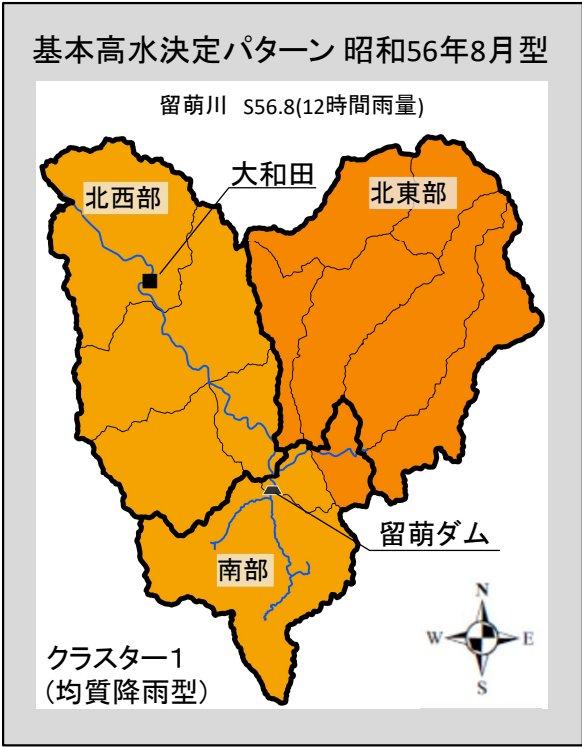 基本高水決定パターン 昭和56年8月型
留萌川 S56.8(12時間雨量)
大和田
北西部
北東部
留萌ダム
南部
N
W
E
S
クラスター1
(均質降雨型)